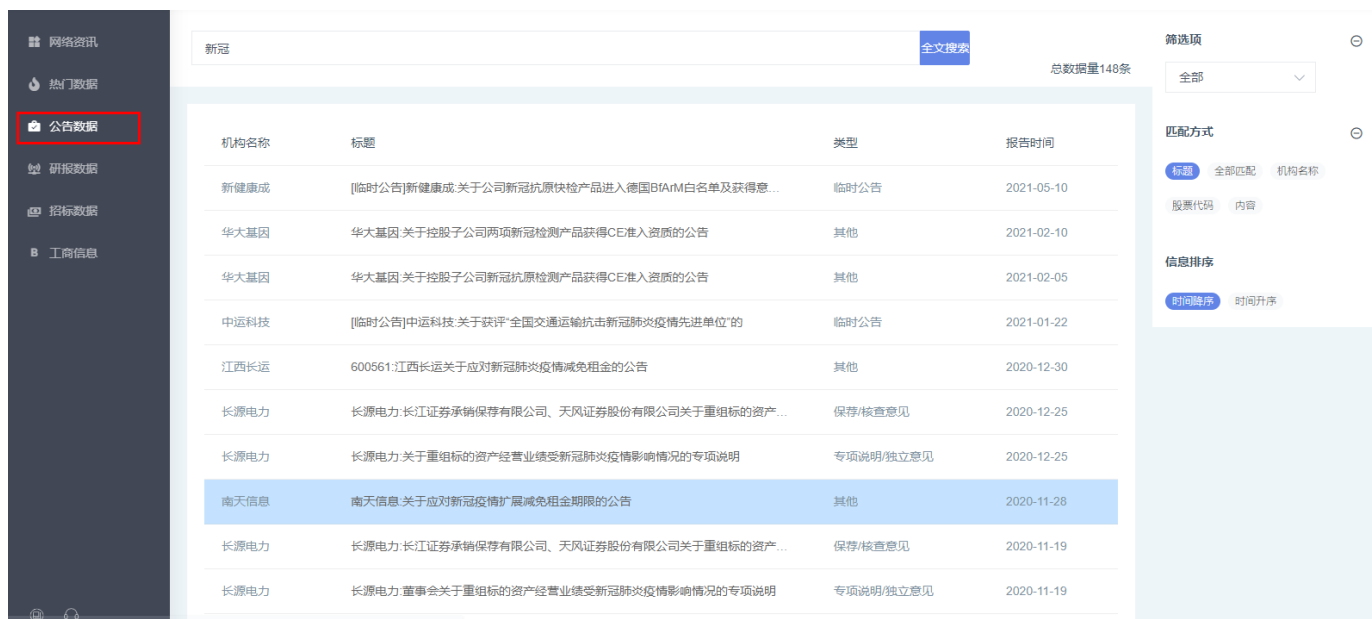 网络资讯
热门数据
公告数据
研报数据
招标数据
B 工商信息
新冠
全文搜索
总数据量148条
机构名称 标题 类型 报告时间
新健康成 [临时公告]新健康成:关于公司新冠抗原快检产品进入德国BfArM白名单及获得意... 临时公告 2021-05-10
华大基因 华大基因:关于控股子公司两项新冠检测产品获得CE准入资质的公告 其他 2021-02-10
华大基因 华大基因:关于控股子公司新冠抗原检测产品获得CE准入资质的公告 其他 2021-02-05
中运科技 [临时公告]中运科技:关于获评“全国交通运输抗击新冠肺炎疫情先进单位”的 临时公告 2021-01-22
江西长运 600561:江西长运关于应对新冠肺炎疫情减免租金的公告 其他 2020-12-30
长源电力 长源电力:长江证券承销保荐有限公司、天风证券股份有限公司关于重组标的资产... 保荐/核查意见 2020-12-25
长源电力 长源电力:关于重组标的资产经营业绩受新冠肺炎疫情影响情况的专项说明 专项说明/独立意见 2020-12-25
南天信息 南天信息:关于应对新冠疫情扩展减免租金期限的公告 其他 2020-11-28
长源电力 长源电力:长江证券承销保荐有限公司、天风证券股份有限公司关于重组标的资产... 保荐/核查意见 2020-11-19
长源电力 长源电力:董事会关于重组标的资产经营业绩受新冠肺炎疫情影响情况的专项说明 专项说明/独立意见 2020-11-19
筛选项
全部
匹配方式
标题 全部匹配 机构名称
股票代码 内容
信息排序
时间降序 时间升序